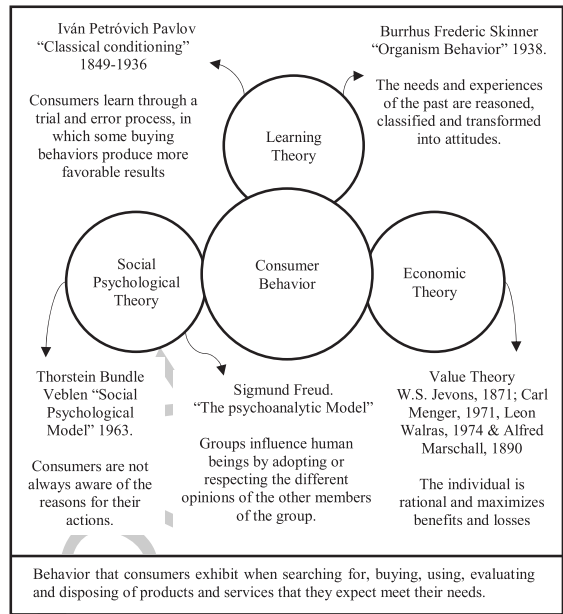 Iván Petróvich Pavlov
“Classical conditioning”
1849-1936
Consumers learn through a
trial and error process, in
which some buying
behaviors produce more
favorable results
Burrhus Frederic Skinner
“Organism Behavior” 1938.
The needs and experiences
of the past are reasoned,
classified and transformed
into attitudes.
Learning
Theory
Social
Psychological
Theory
Consumer
Behavior
Economic
Theory
Thorstein Bundle
Veblen “Social
Psychological
Model” 1963.
Consumers are not
always aware of the
reasons for their
actions.
Sigmund Freud.
“The psychoanalytic Model”
Groups influence human
beings by adopting or
respecting the different
opinions of the other members
of the group.
Value Theory
W.S. Jevons, 1871; Carl
Menger, 1971, Leon
Walras, 1974 & Alfred
Marschall, 1890
The individual is
rational and maximizes
benefits and losses
Behavior that consumers exhibit when searching for, buying, using, evaluating
and disposing of products and services that they expect meet their needs.